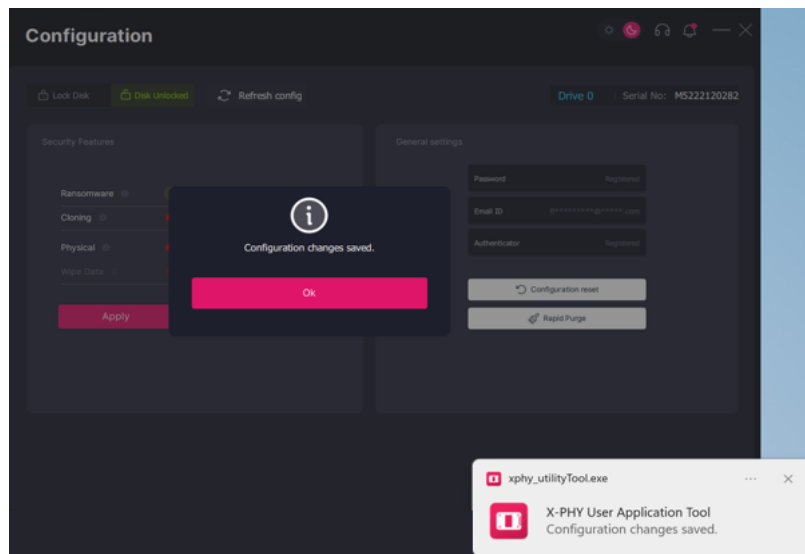 Configuration
Lock Disk
Disk Unlocked
Refresh config
Drive 0
Serial No: MS222120282
Security Features
General settings
Ransomware
Cloning
Physical
Wipe Data
Apply
Configuration changes saved.
Ok
Password Registered
Email ID R*********@*****.com
Authenticator Registered
Configuration reset
Rapid Purge
xphy_utilityTool.exe
X-PHY User Application Tool
Configuration changes saved.